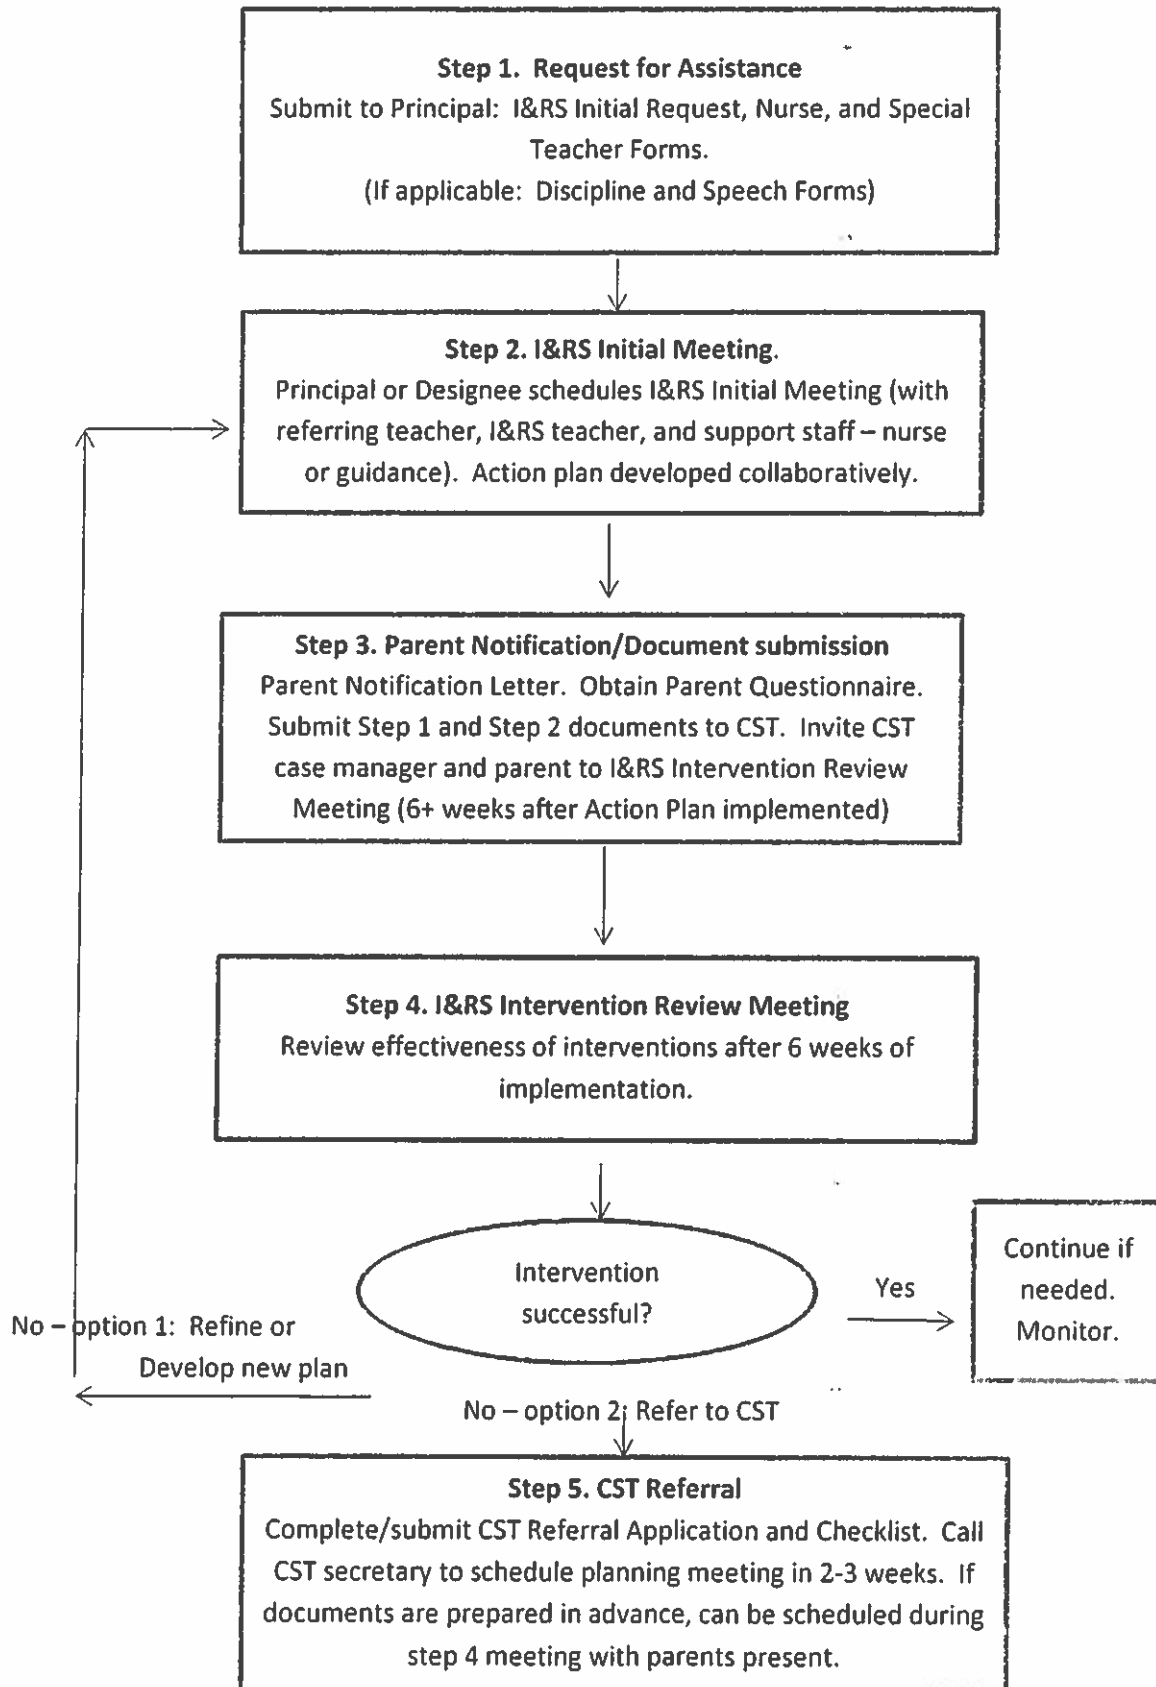 Step 1.  Request for Assistance
Submit to Principal:  I&RS Initial Request, Nurse, and Special
Teacher Forms.
(If applicable:  Discipline and Speech Forms)
Step 2. I&RS Initial Meeting.
Principal or Designee schedules I&RS Initial Meeting (with
referring teacher, I&RS teacher, and support staff – nurse
or guidance).  Action plan developed collaboratively.
Step 3. Parent Notification/Document submission
Parent Notification Letter.  Obtain Parent Questionnaire.
Submit Step 1 and Step 2 documents to CST.  Invite CST
case manager and parent to I&RS Intervention Review
Meeting (6+ weeks after Action Plan implemented)
Step 4. I&RS Intervention Review Meeting
Review effectiveness of interventions after 6 weeks of
implementation.
Intervention
successful?
Yes
Continue if
needed.
Monitor.
No – option 1:  Refine or
Develop new plan
No – option 2: Refer to CST
Step 5. CST Referral
Complete/submit CST Referral Application and Checklist.  Call
CST secretary to schedule planning meeting in 2-3 weeks.  If
documents are prepared in advance, can be scheduled during
step 4 meeting with parents present.